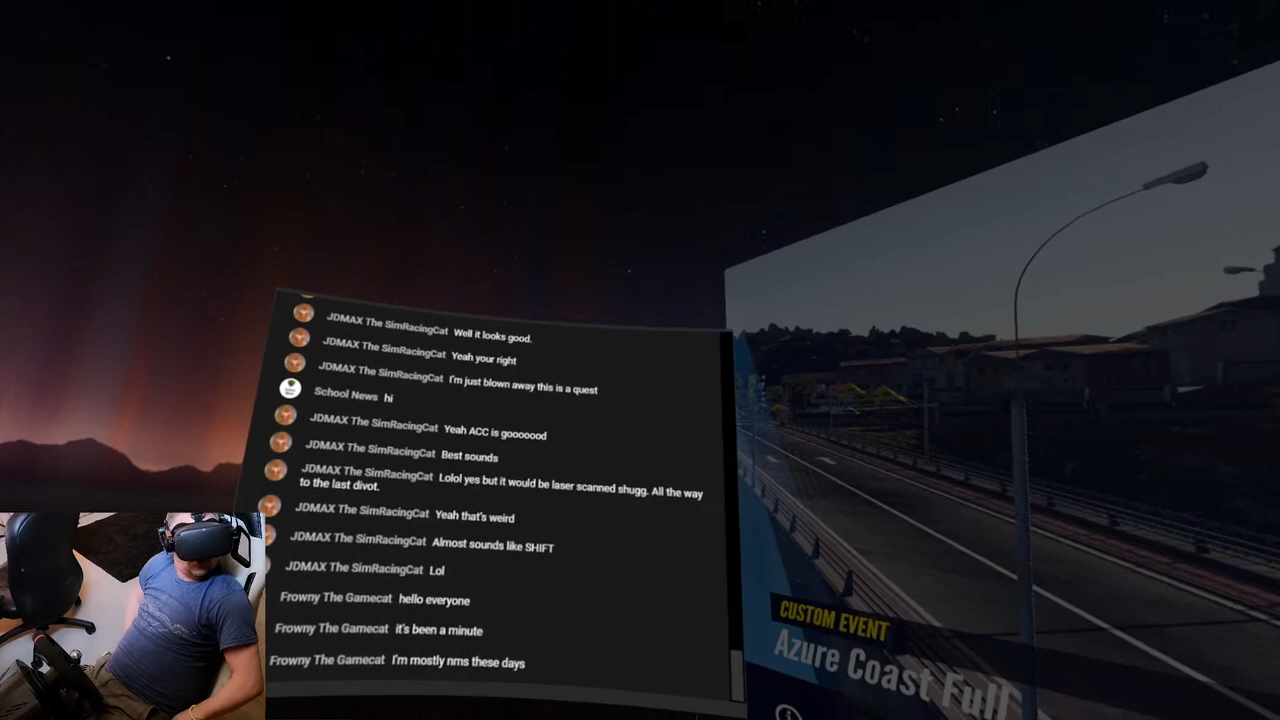 JDMAX The SimRacingCat Well it looks good.
JDMAX The SimRacingCat Yeah your right
JDMAX The SimRacingCat I'm just blown away this is a quest
School News hi
JDMAX The SimRacingCat Yeah ACC is gooooood
JDMAX The SimRacingCat Best sounds
JDMAX The SimRacingCat Lolol yes but it would be laser scanned shugg. All the way
to the last divot.
JDMAX The SimRacingCat Yeah that's weird
JDMAX The SimRacingCat Almost sounds like SHIFT
JDMAX The SimRacingCat Lol
Frowny The Gamecat hello everyone
Frowny The Gamecat it's been a minute
Frowny The Gamecat I'm mostly nms these days
CUSTOM EVENT
Azure Coast Full